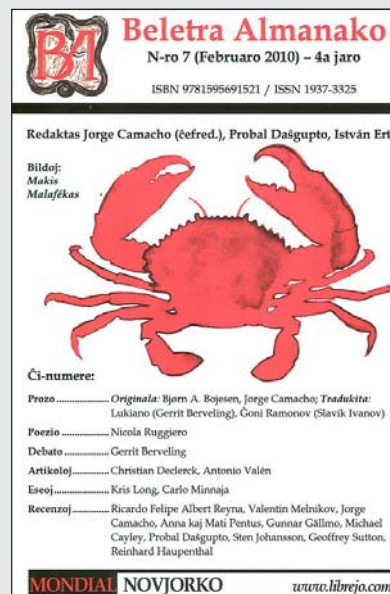 BA
Beletra Almanako
N-ro 7 (Februaro 2010) – 4a jaro
ISBN 9781595691521 / ISSN 1937-3325
Redaktas Jorge Camacho (ĉefred.), Probal Daŝgupto, István Ert
Bildoj:
Makis
Malafékas
Ĉi-numere:
Prozo ................ Originala: Bjørn A. Bojesen, Jorge Camacho; Tradukita:
Lukiano (Gerrit Berveling), Ĝoni Ramonov (Slavik Ivanov)
Poezio ............... Nicola Ruggiero
Debato .............. Gerrit Berveling
Artikoloj ............ Christian Declerck, Antonio Valén
Eseoj ................. Kris Long, Carlo Minnaja
Recenzoj ........... Ricardo Felipe Albert Reyna, Valentin Melnikov, Jorge
Camacho, Anna kaj Mati Pentus, Gunnar Gällmo, Michael
Cayley, Probal Daŝgupto, Sten Johansson, Geoffrey Sutton,
Reinhard Haupenthal
MONDIAL NOVJORKO www.librejo.com